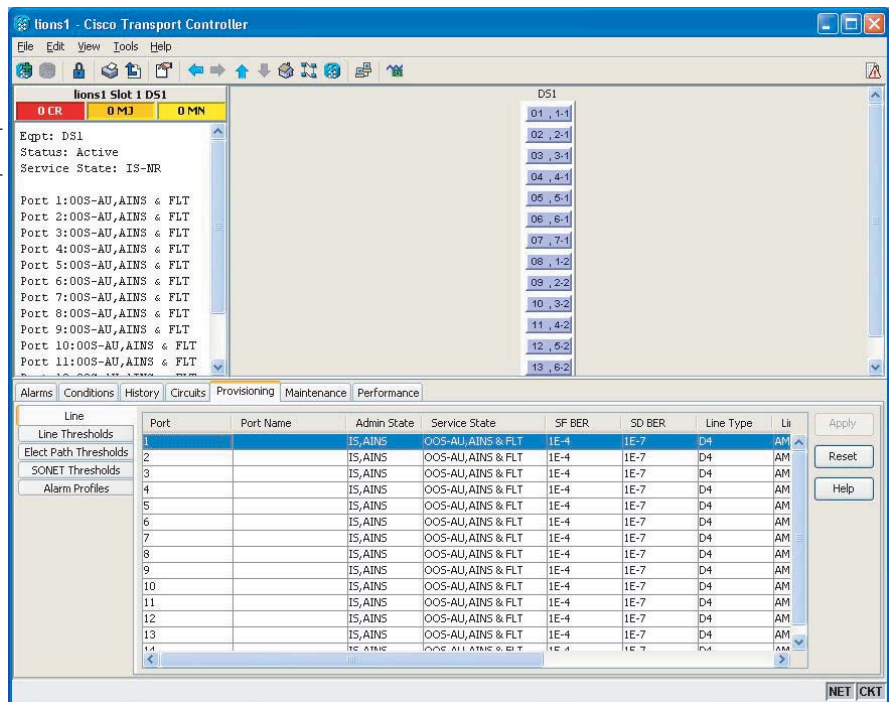 lions1 - Cisco Transport Controller
File Edit View Tools Help
lions1 Slot 1 DS1
0 CR 0 MJ 0 MN
Eqpt: DS1
Status: Active
Service State: IS-NR
Port 1:OOS-AU,AINS & FLT
Port 2:OOS-AU,AINS & FLT
Port 3:OOS-AU,AINS & FLT
Port 4:OOS-AU,AINS & FLT
Port 5:OOS-AU,AINS & FLT
Port 6:OOS-AU,AINS & FLT
Port 7:OOS-AU,AINS & FLT
Port 8:OOS-AU,AINS & FLT
Port 9:OOS-AU,AINS & FLT
Port 10:OOS-AU,AINS & FLT
Port 11:OOS-AU,AINS & FLT
DS1
01 , 1-1
02 , 2-1
03 , 3-1
04 , 4-1
05 , 5-1
06 , 6-1
07 , 7-1
08 , 1-2
09 , 2-2
10 , 3-2
11 , 4-2
12 , 5-2
13 , 6-2
Alarms Conditions History Circuits Provisioning Maintenance Performance
Line
Line Thresholds
Elect Path Thresholds
SONET Thresholds
Alarm Profiles
Port Port Name Admin State Service State SF BER SD BER Line Type Li
1 IS,AINS OOS-AU,AINS & FLT 1E-4 1E-7 D4 AM
2 IS,AINS OOS-AU,AINS & FLT 1E-4 1E-7 D4 AM
3 IS,AINS OOS-AU,AINS & FLT 1E-4 1E-7 D4 AM
4 IS,AINS OOS-AU,AINS & FLT 1E-4 1E-7 D4 AM
5 IS,AINS OOS-AU,AINS & FLT 1E-4 1E-7 D4 AM
6 IS,AINS OOS-AU,AINS & FLT 1E-4 1E-7 D4 AM
7 IS,AINS OOS-AU,AINS & FLT 1E-4 1E-7 D4 AM
8 IS,AINS OOS-AU,AINS & FLT 1E-4 1E-7 D4 AM
9 IS,AINS OOS-AU,AINS & FLT 1E-4 1E-7 D4 AM
10 IS,AINS OOS-AU,AINS & FLT 1E-4 1E-7 D4 AM
11 IS,AINS OOS-AU,AINS & FLT 1E-4 1E-7 D4 AM
12 IS,AINS OOS-AU,AINS & FLT 1E-4 1E-7 D4 AM
13 IS,AINS OOS-AU,AINS & FLT 1E-4 1E-7 D4 AM
Apply
Reset
Help
NET CKT